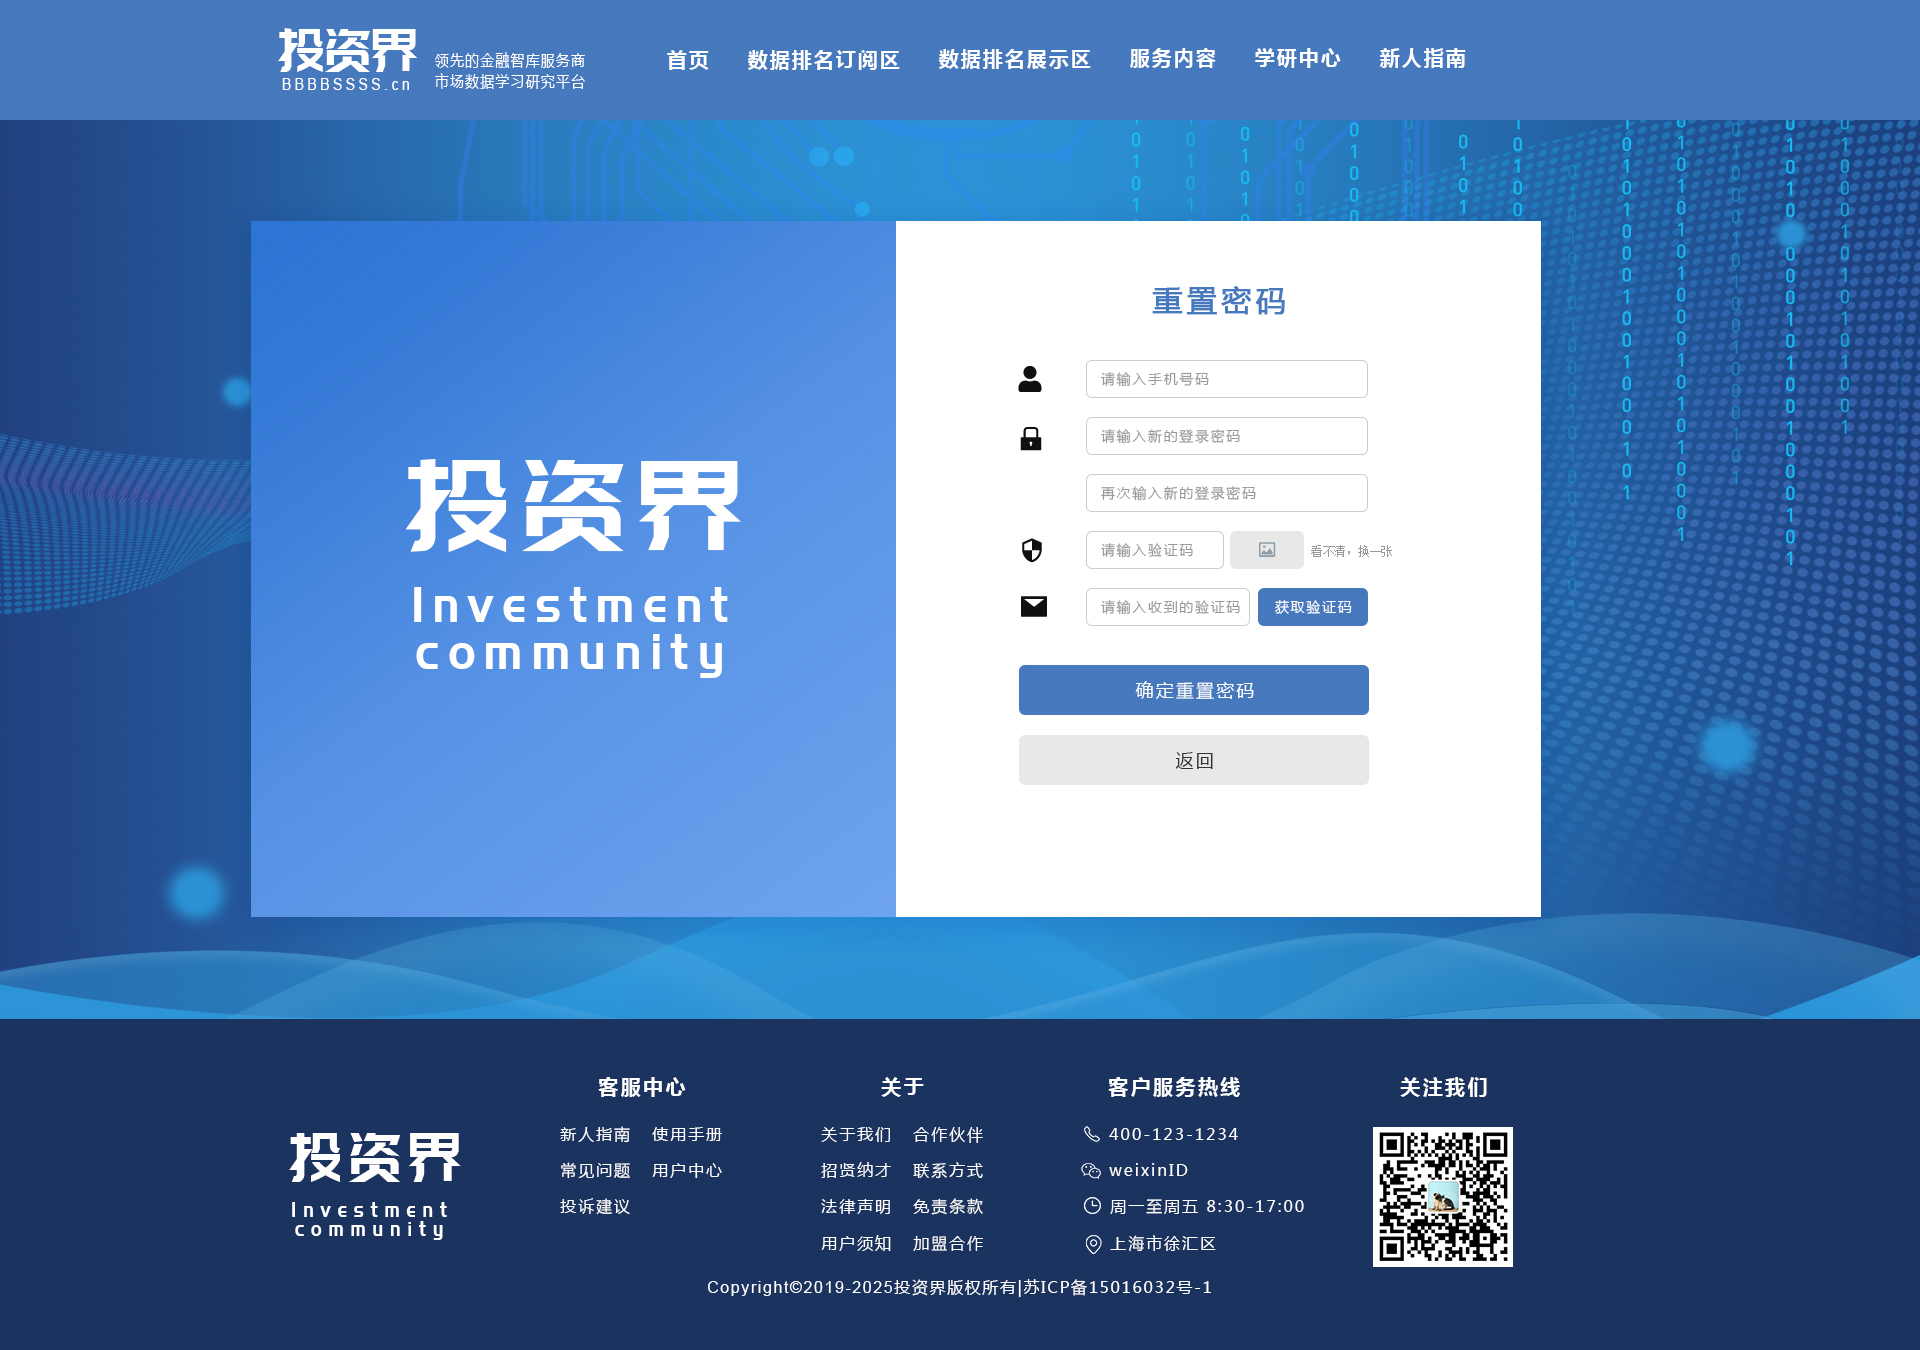 投资界
BBBBSSSS.cn
领先的金融智库服务商
市场数据学习研究平台
首页 数据排名订阅区 数据排名展示区 服务内容 学研中心 新人指南
投资界
Investment
community
重置密码
请输入手机号码
请输入新的登录密码
再次输入新的登录密码
请输入验证码 看不清，换一张
请输入收到的验证码 获取验证码
确定重置密码
返回
投资界
Investment
community
客服中心
新人指南 使用手册
常见问题 用户中心
投诉建议
关于
关于我们 合作伙伴
招贤纳才 联系方式
法律声明 免责条款
用户须知 加盟合作
客户服务热线
400-123-1234
weixinID
周一至周五 8:30-17:00
上海市徐汇区
关注我们
Copyright©2019-2025投资界版权所有|苏ICP备15016032号-1